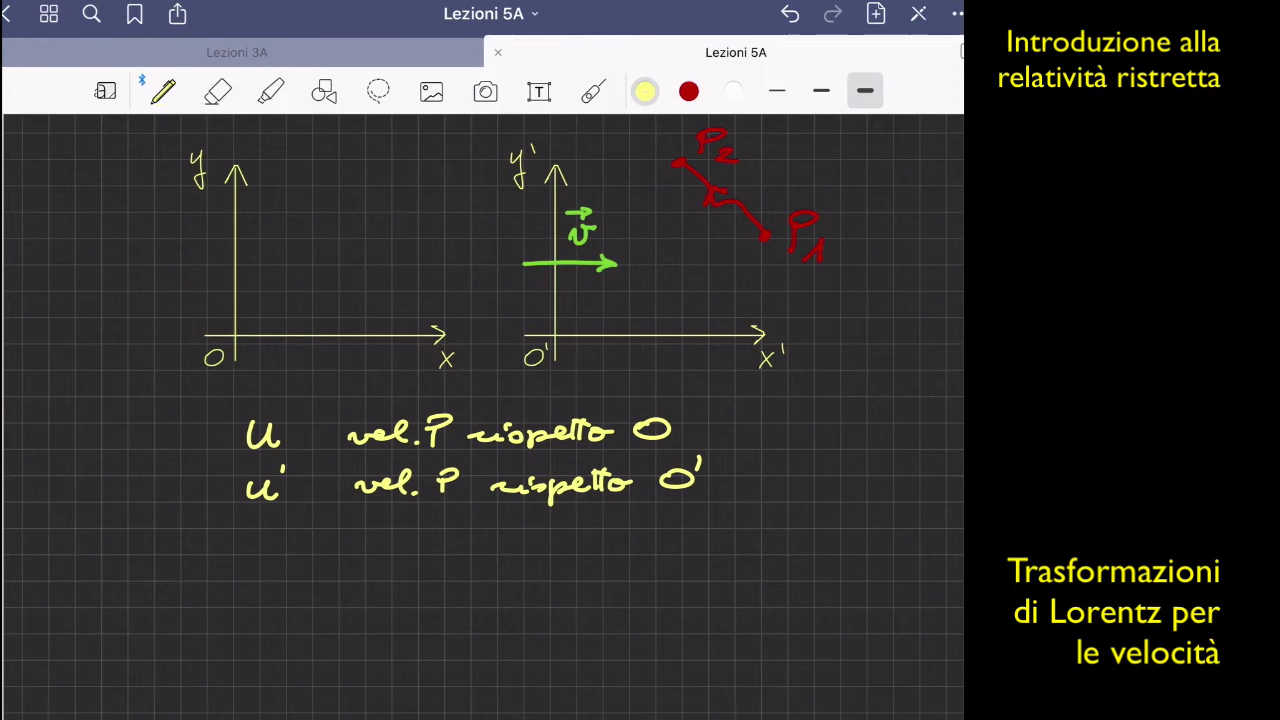 Lezioni 5A
Lezioni 3A
Lezioni 5A
T
y
O
x
y'
v
O'
x'
P2
P1
u vel. P rispetto O
u' vel. P rispetto O'
Introduzione alla
relatività ristretta
Trasformazioni
di Lorentz per
le velocità